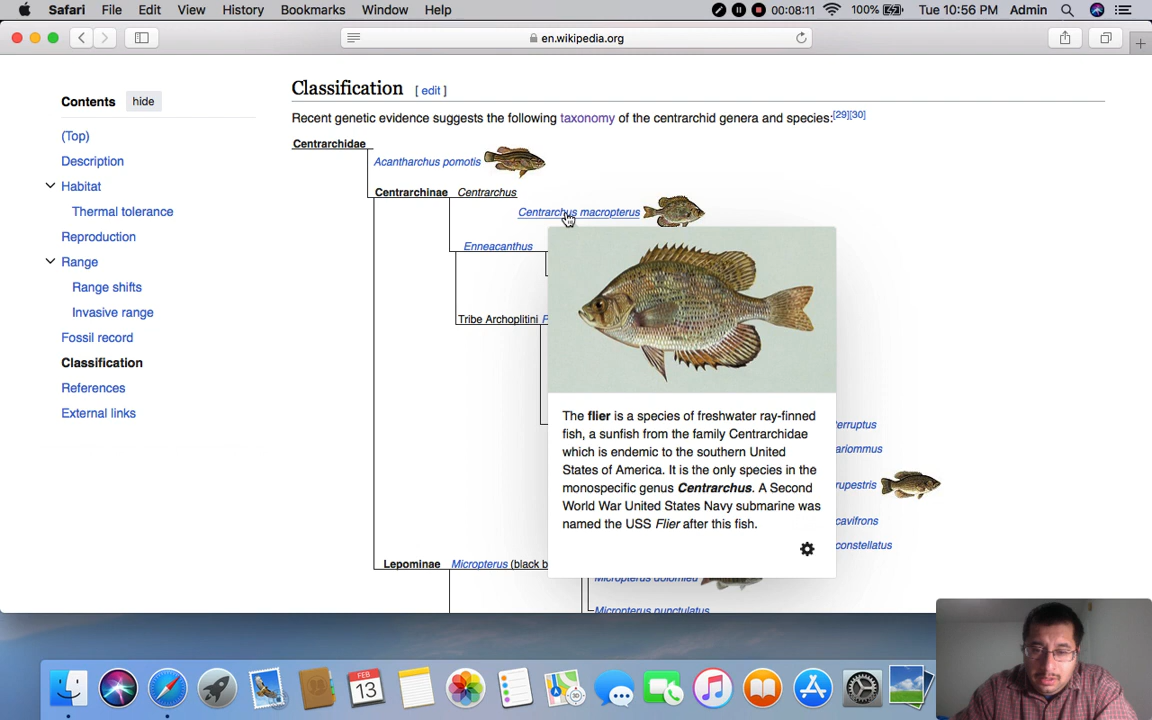 Safari File Edit View History Bookmarks Window Help 00:08:11 100% Tue 10:56 PM Admin
en.wikipedia.org
Contents hide
(Top)
Description
Habitat
Thermal tolerance
Reproduction
Range
Range shifts
Invasive range
Fossil record
Classification
References
External links
Classification [ edit ]
Recent genetic evidence suggests the following taxonomy of the centrarchid genera and species:[29][30]
Centrarchidae
Acantharchus pomotis
Centrarchinae Centrarchus
Centrarchus macropterus
Enneacanthus
Tribe Archoplitini
The flier is a species of freshwater ray-finned
fish, a sunfish from the family Centrarchidae
which is endemic to the southern United
States of America. It is the only species in the
monospecific genus Centrarchus. A Second
World War United States Navy submarine was
named the USS Flier after this fish.
erruptus
ariommus
rupestris
cavifrons
constellatus
Lepominae Micropterus (black b
Micropterus dolomieu
Micropterus punctulatus
FEB
13